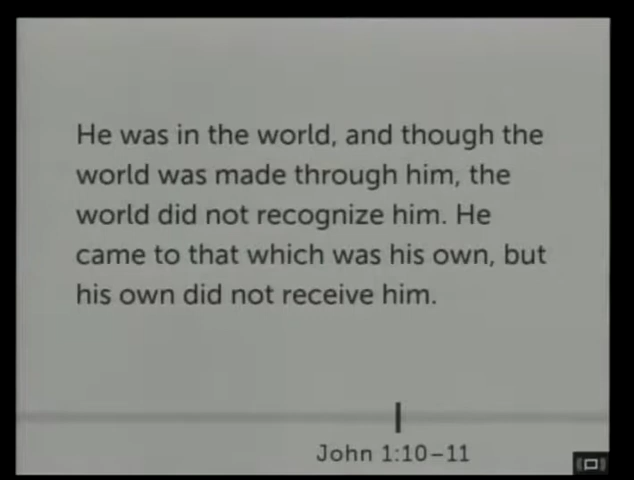 He was in the world, and though the
world was made through him, the
world did not recognize him. He
came to that which was his own, but
his own did not receive him.
John 1:10–11